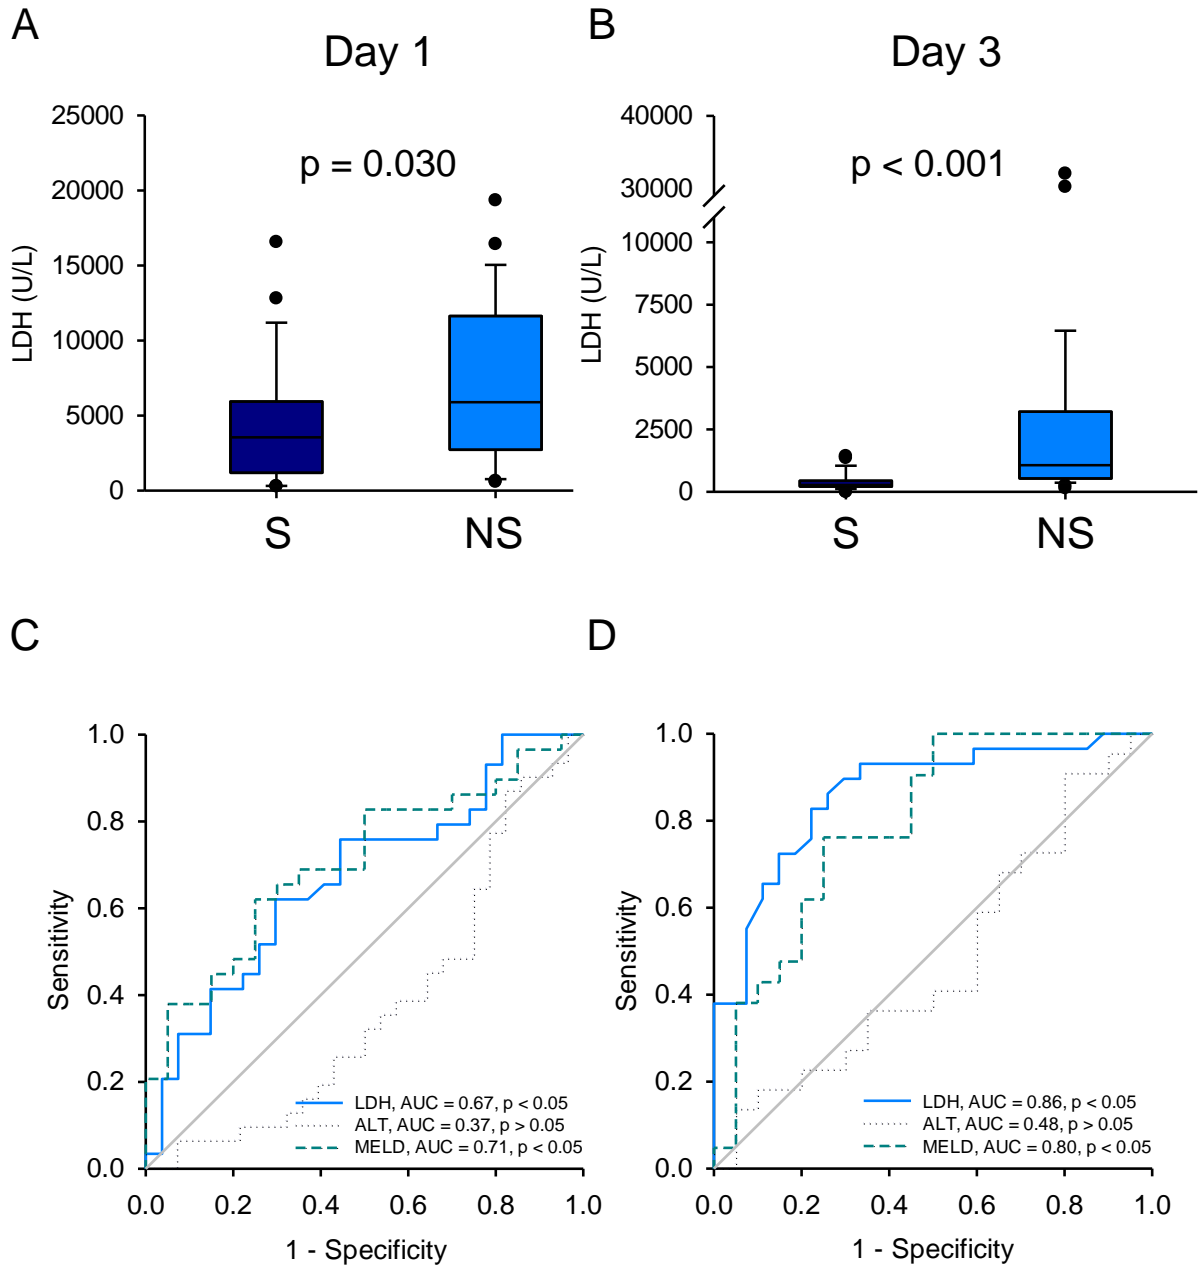 A
Day 1
25000
20000
15000
10000
5000
0
LDH (U/L)
p = 0.030
S
NS
B
Day 3
40000
30000
10000
7500
5000
2500
0
LDH (U/L)
p < 0.001
S
NS
C
1.0
0.8
0.6
0.4
0.2
0.0
Sensitivity
LDH, AUC = 0.67, p < 0.05
ALT, AUC = 0.37, p > 0.05
MELD, AUC = 0.71, p < 0.05
0.0 0.2 0.4 0.6 0.8 1.0
1 - Specificity
D
1.0
0.8
0.6
0.4
0.2
0.0
Sensitivity
LDH, AUC = 0.86, p < 0.05
ALT, AUC = 0.48, p > 0.05
MELD, AUC = 0.80, p < 0.05
0.0 0.2 0.4 0.6 0.8 1.0
1 - Specificity